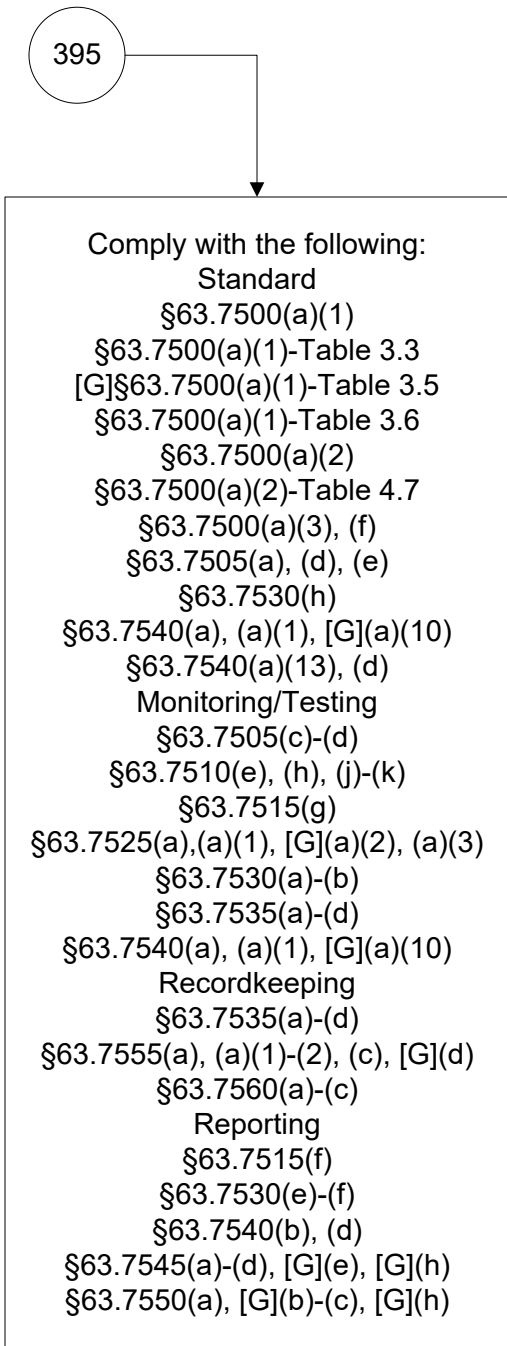 395
Comply with the following:
Standard
§63.7500(a)(1)
§63.7500(a)(1)-Table 3.3
[G]§63.7500(a)(1)-Table 3.5
§63.7500(a)(1)-Table 3.6
§63.7500(a)(2)
§63.7500(a)(2)-Table 4.7
§63.7500(a)(3), (f)
§63.7505(a), (d), (e)
§63.7530(h)
§63.7540(a), (a)(1), [G](a)(10)
§63.7540(a)(13), (d)
Monitoring/Testing
§63.7505(c)-(d)
§63.7510(e), (h), (j)-(k)
§63.7515(g)
§63.7525(a),(a)(1), [G](a)(2), (a)(3)
§63.7530(a)-(b)
§63.7535(a)-(d)
§63.7540(a), (a)(1), [G](a)(10)
Recordkeeping
§63.7535(a)-(d)
§63.7555(a), (a)(1)-(2), (c), [G](d)
§63.7560(a)-(c)
Reporting
§63.7515(f)
§63.7530(e)-(f)
§63.7540(b), (d)
§63.7545(a)-(d), [G](e), [G](h)
§63.7550(a), [G](b)-(c), [G](h)